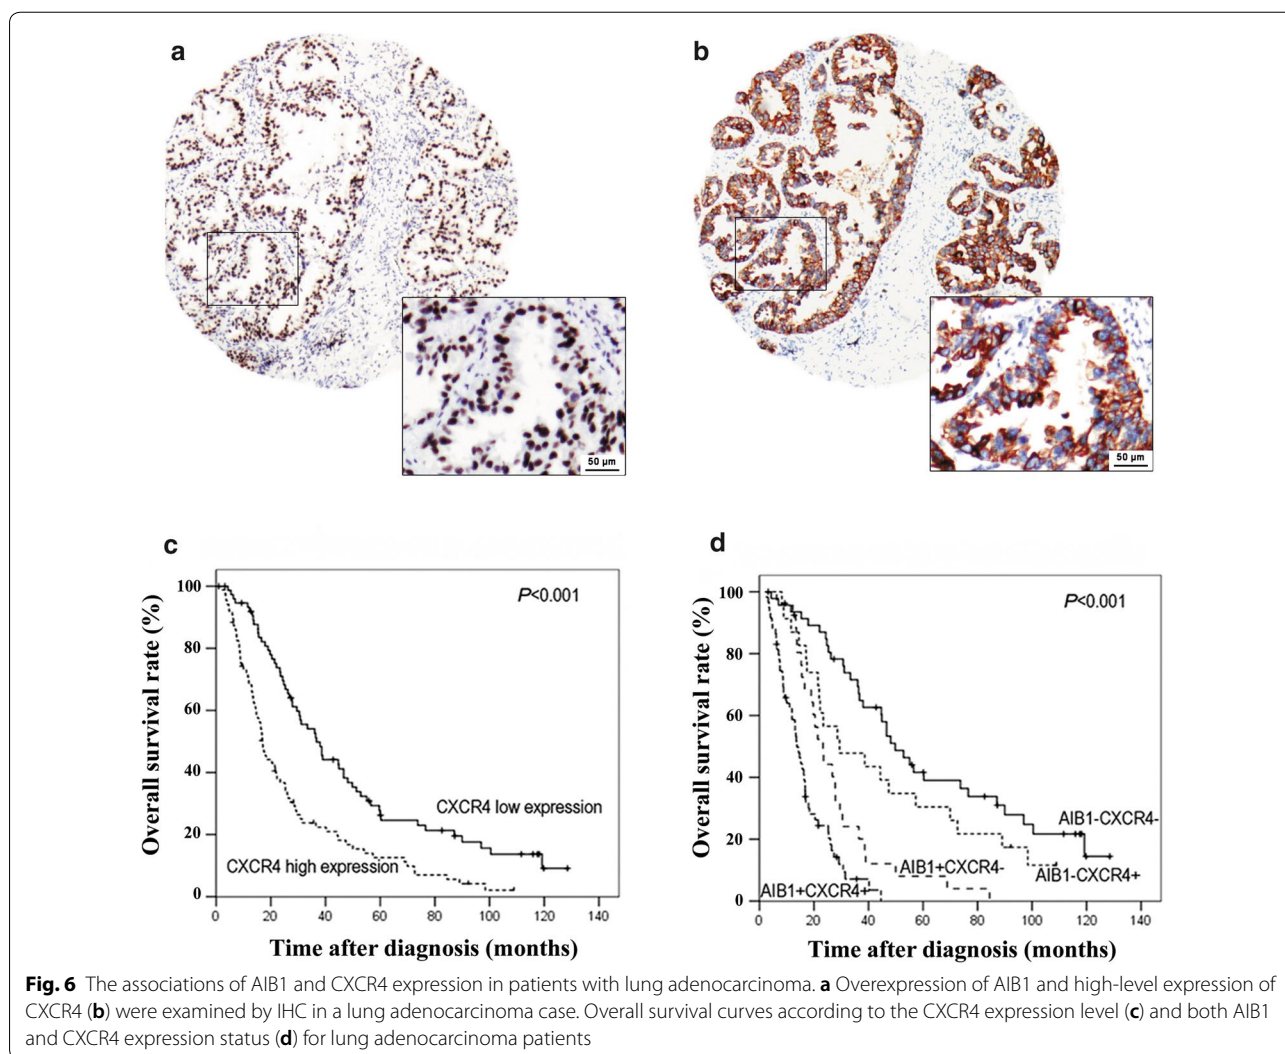 a
b
50 µm
50 µm
c
d
100
80
60
40
20
0
Overall survival rate (%)
P<0.001
CXCR4 low expression
CXCR4 high expression
0 20 40 60 80 100 120 140
Time after diagnosis (months)
100
80
60
40
20
0
Overall survival rate (%)
P<0.001
AIB1-CXCR4-
AIB1+CXCR4-
AIB1-CXCR4+
AIB1+CXCR4+
0 20 40 60 80 100 120 140
Time after diagnosis (months)
Fig. 6 The associations of AIB1 and CXCR4 expression in patients with lung adenocarcinoma. a Overexpression of AIB1 and high-level expression of
CXCR4 (b) were examined by IHC in a lung adenocarcinoma case. Overall survival curves according to the CXCR4 expression level (c) and both AIB1
and CXCR4 expression status (d) for lung adenocarcinoma patients